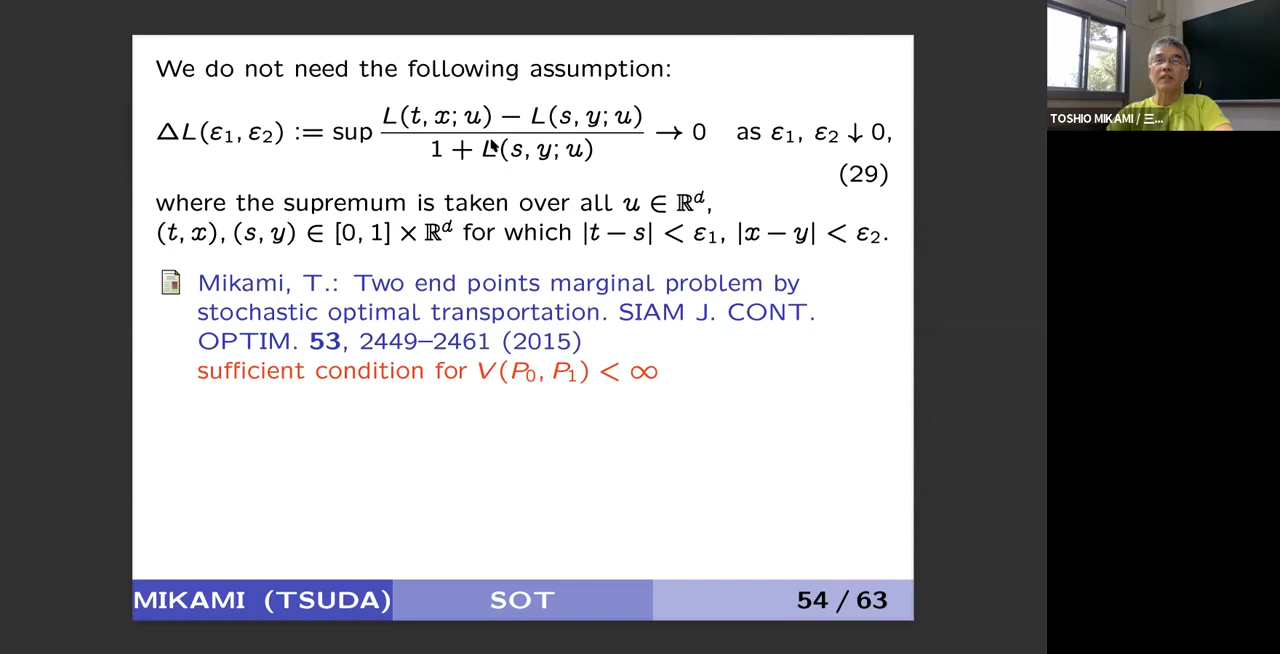 We do not need the following assumption:
ΔL(ε₁, ε₂) := sup (L(t, x; u) − L(s, y; u)) / (1 + L(s, y; u)) → 0 as ε₁, ε₂ ↓ 0,
(29)
where the supremum is taken over all u ∈ ℝᵈ,
(t, x), (s, y) ∈ [0, 1] × ℝᵈ for which |t − s| < ε₁, |x − y| < ε₂.
Mikami, T.: Two end points marginal problem by
stochastic optimal transportation. SIAM J. CONT.
OPTIM. 53, 2449–2461 (2015)
sufficient condition for V(P₀, P₁) < ∞
MIKAMI (TSUDA) SOT 54 / 63
TOSHIO MIKAMI / 三...